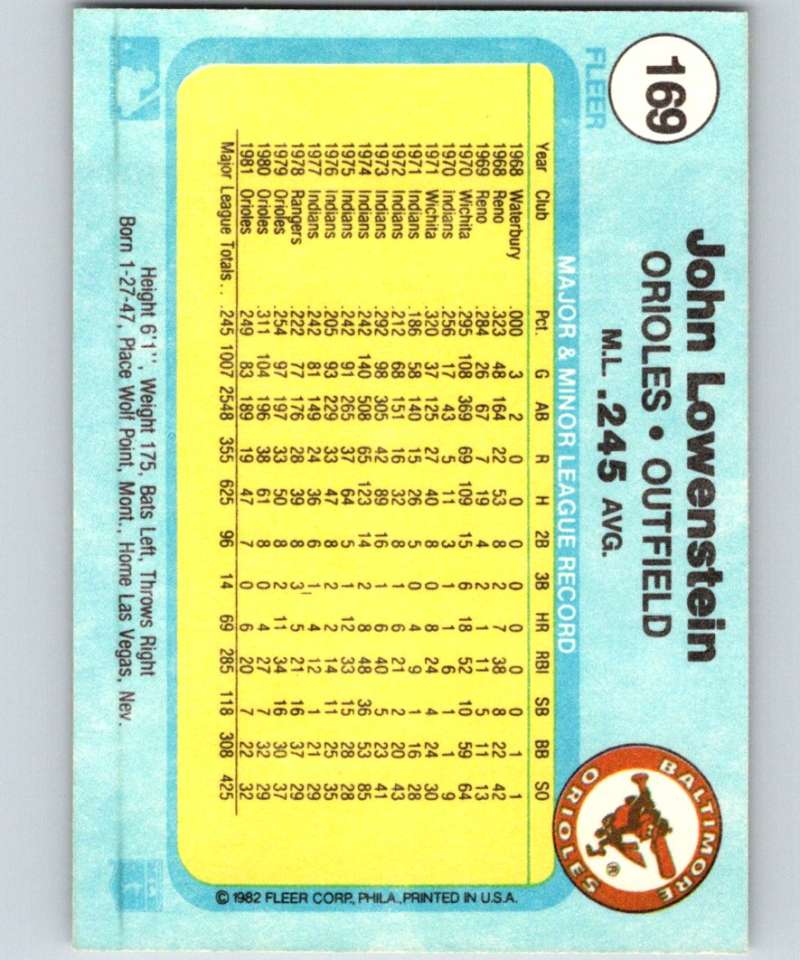 169
FLEER
John Lowenstein
ORIOLES • OUTFIELD
M.L. .245 AVG.
BALTIMORE ORIOLES ®
MAJOR & MINOR LEAGUE RECORD
Year Club Pct. G AB R H 2B 3B HR RBI SB BB SO
1968 Waterbury .000 3 2 0 0 0 0 0 0 0 1 1
1968 Reno .323 48 164 22 53 8 2 7 38 8 22 42
1969 Reno .284 26 67 7 19 4 2 1 11 5 11 13
1970 Wichita .295 108 369 69 109 15 6 18 52 10 59 64
1970 Indians .256 17 43 5 11 3 1 1 6 1 1 9
1971 Wichita .320 37 125 27 40 8 0 8 24 4 24 30
1971 Indians .186 58 140 15 26 5 0 4 9 1 16 28
1972 Indians .212 68 151 16 32 8 1 6 21 2 20 43
1973 Indians .292 98 305 42 89 16 1 6 40 5 23 41
1974 Indians .242 140 508 65 123 14 2 8 48 36 53 85
1975 Indians .242 91 265 37 64 5 1 12 33 15 28 28
1976 Indians .205 93 229 33 47 8 2 2 14 11 25 35
1977 Indians .242 81 149 24 36 6 1 4 12 1 21 29
1978 Rangers .222 77 176 28 39 8 3 5 21 16 37 29
1979 Orioles .254 97 197 33 50 8 2 11 34 16 30 37
1980 Orioles .311 104 196 38 61 8 0 4 27 7 32 29
1981 Orioles .249 83 189 19 47 7 0 6 20 7 22 32
Major League Totals.. .245 1007 2548 355 625 96 14 69 285 118 308 425
© 1982 FLEER CORP., PHILA., PRINTED IN U.S.A.
Height 6'1", Weight 175, Bats Left, Throws Right
Born 1-27-47, Place Wolf Point, Mont., Home Las Vegas, Nev.